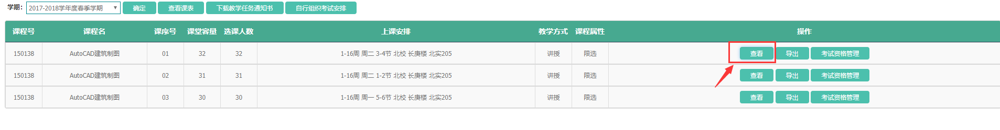 学期: 2017-2018学年度春季学期 确定 查看课表 下载教学任务通知书 自行组织考试安排
课程号 课程名 课序号 课堂容量 选课人数 上课安排 教学方式 课程属性 操作
150138 AutoCAD建筑制图 01 32 32 1-16周 周二 3-4节 北校 长庚楼 北实205 讲授 限选 查看 导出 考试资格管理
150138 AutoCAD建筑制图 02 31 31 1-16周 周二 1-2节 北校 长庚楼 北实205 讲授 限选 查看 导出 考试资格管理
150138 AutoCAD建筑制图 03 30 30 1-16周 周一 5-6节 北校 长庚楼 北实205 讲授 限选 查看 导出 考试资格管理